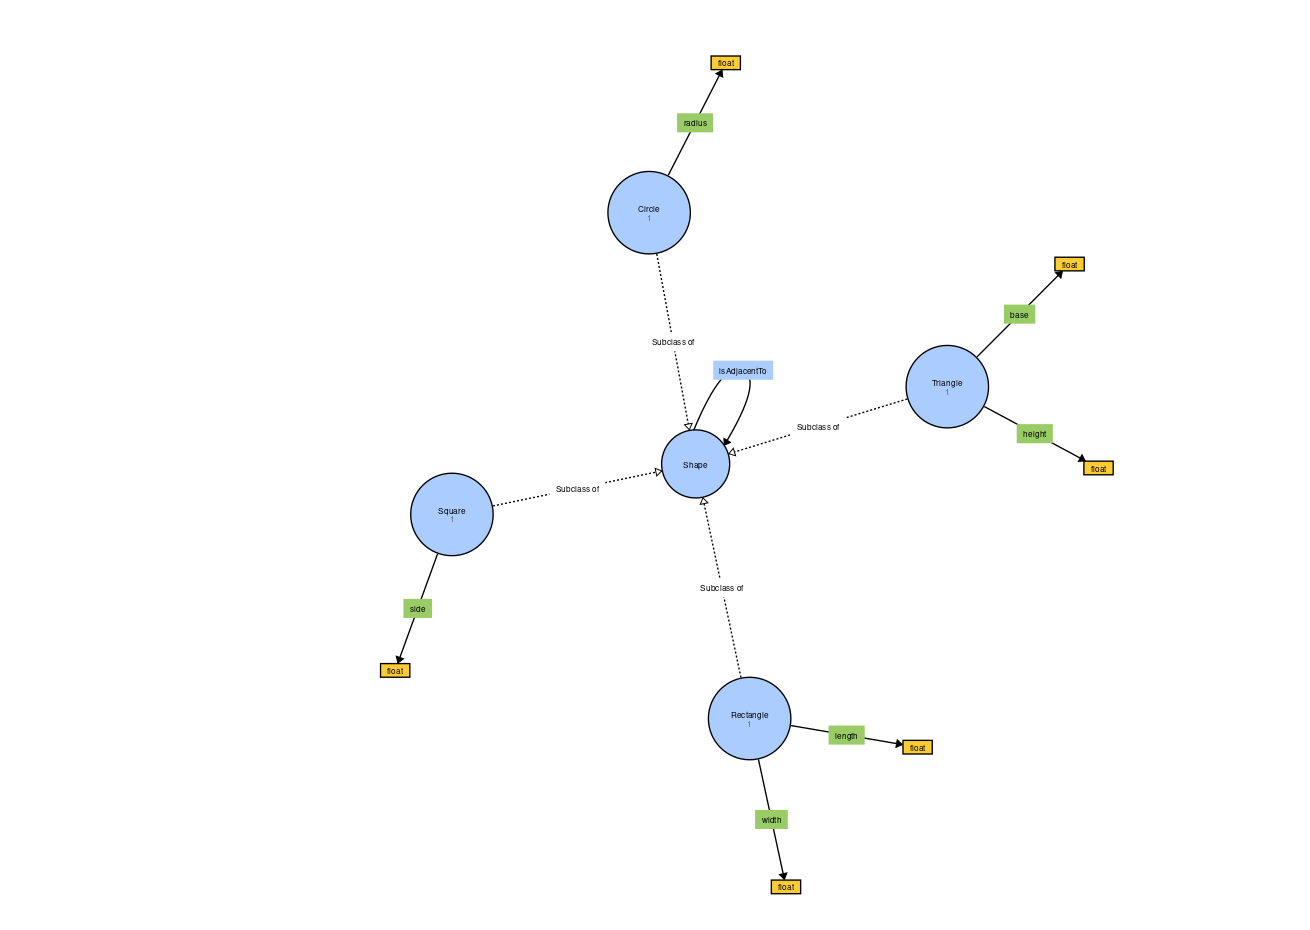 float
radius
Circle
1
float
base
Subclass of
isAdjacentTo
Triangle
1
Subclass of
height
Shape
float
Subclass of
Square
1
Subclass of
side
float
Rectangle
1
length
float
width
float